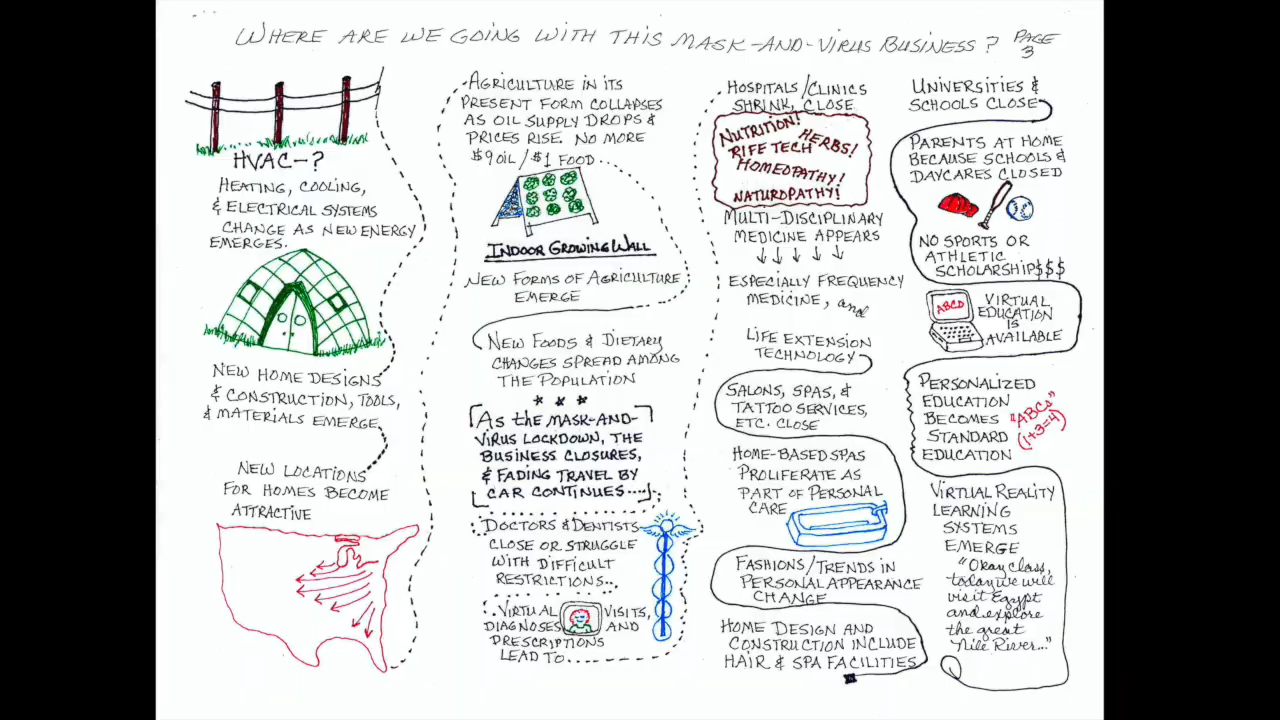 WHERE ARE WE GOING WITH THIS MASK-AND-VIRUS BUSINESS? PAGE 3
HVAC-?
HEATING, COOLING,
& ELECTRICAL SYSTEMS
CHANGE AS NEW ENERGY
EMERGES.
NEW HOME DESIGNS
& CONSTRUCTION, TOOLS,
& MATERIALS EMERGE
NEW LOCATIONS
FOR HOMES BECOME
ATTRACTIVE
AGRICULTURE IN ITS
PRESENT FORM COLLAPSES
AS OIL SUPPLY DROPS &
PRICES RISE. NO MORE
$9 OIL / $1 FOOD...
INDOOR GROWING WALL
NEW FORMS OF AGRICULTURE
EMERGE
NEW FOODS & DIETARY
CHANGES SPREAD AMONG
THE POPULATION
* * *
[AS THE MASK-AND-
VIRUS LOCKDOWN, THE
BUSINESS CLOSURES,
& FADING TRAVEL BY
CAR CONTINUES....]
DOCTORS & DENTISTS
CLOSE OR STRUGGLE
WITH DIFFICULT
RESTRICTIONS...
VIRTUAL VISITS,
DIAGNOSES AND
PRESCRIPTIONS
LEAD TO...
HOSPITALS/CLINICS
SHRINK, CLOSE
NUTRITION!
HERBS!
RIFE TECH
HOMEOPATHY!
NATUROPATHY!
MULTI-DISCIPLINARY
MEDICINE APPEARS
ESPECIALLY FREQUENCY
MEDICINE, and
LIFE EXTENSION
TECHNOLOGY
SALONS, SPAS, &
TATTOO SERVICES,
ETC. CLOSE
HOME-BASED SPAS
PROLIFERATE AS
PART OF PERSONAL
CARE
FASHIONS/TRENDS IN
PERSONAL APPEARANCE
CHANGE
HOME DESIGN AND
CONSTRUCTION INCLUDE
HAIR & SPA FACILITIES
UNIVERSITIES &
SCHOOLS CLOSE
PARENTS AT HOME
BECAUSE SCHOOLS &
DAYCARES CLOSED
NO SPORTS OR
ATHLETIC
SCHOLARSHIP$$$
ABCD
VIRTUAL
EDUCATION
IS
AVAILABLE
PERSONALIZED
EDUCATION
BECOMES "ABCs"
STANDARD (1+3=4)
EDUCATION
VIRTUAL REALITY
LEARNING
SYSTEMS
EMERGE
"Okay class,
today we will
visit Egypt
and explore
the great
Nile River..."